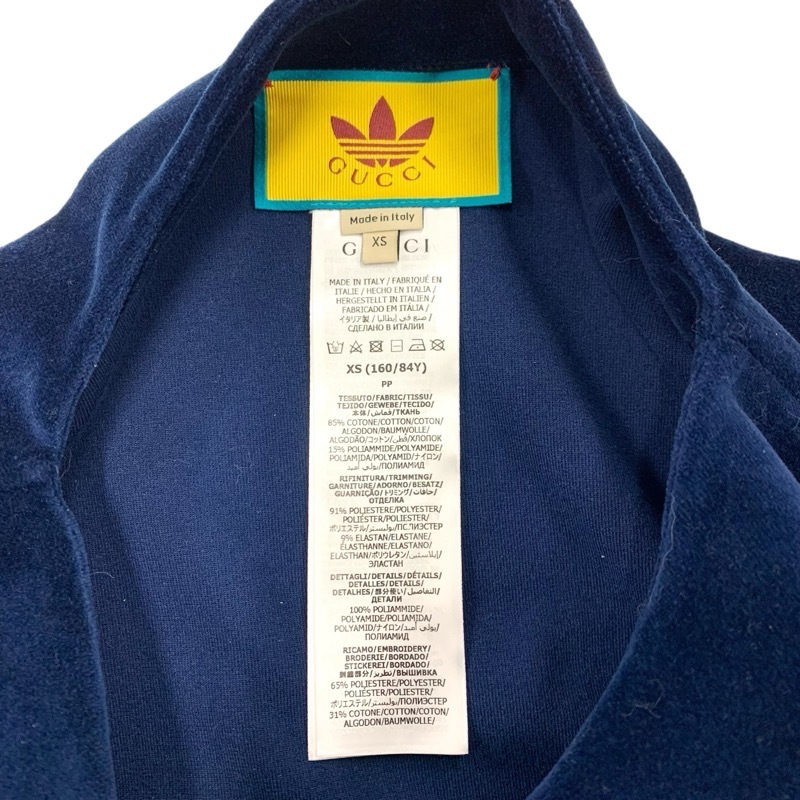 GUCCI
Made in Italy
XS
G CCI
MADE IN ITALY / FABRIQUÉ EN
ITALIE / HECHO EN ITALIA /
HERGESTELLT IN ITALIEN /
FABRICADO EM ITÁLIA /
イタリア製 / صنع في إيطاليا /
СДЕЛАНО В ИТАЛИИ
XS (160/84Y)
PP
TESSUTO/FABRIC/TISSU/
TEJIDO/GEWEBE/TECIDO/
本体/قماش/ТКАНЬ
85% COTONE/COTTON/COTON/
ALGODON/BAUMWOLLE/
ALGODÃO/コットン/قطن/ХЛОПОК
15% POLIAMMIDE/POLYAMIDE/
POLIAMIDA/POLYAMID/ナイロン/
بولي أميد/ПОЛИАМИД
RIFINITURA/TRIMMING/
GARNITURE/ADORNO/BESATZ/
GUARNIÇÃO/トリミング/حافات/
ОТДЕЛКА
91% POLIESTERE/POLYESTER/
POLIÉSTER/POLIESTER/
ポリエステル/بوليستر/ПС.ПИЭСТЕР
9% ELASTAN/ELASTANE/
ÉLASTHANNE/ELASTANO/
ELASTHAN/ポリウレタン/إيلاستين/
ЭЛАСТАН
DETTAGLI/DETAILS/DÉTAILS/
DETALLES/DETAILS/
DETALHES/部分使い/التفاصيل/
ДЕТАЛИ
100% POLIAMMIDE/
POLYAMIDE/POLIAMIDA/
POLYAMID/ナイロン/بولي أميد/
ПОЛИАМИД
RICAMO/EMBROIDERY/
BRODERIE/BORDADO/
STICKEREI/BORDADO/
刺繍部分/تطريز/ВЫШИВКА
65% POLIESTERE/POLYESTER/
POLIÉSTER/POLIESTER/
ポリエステル/بوليستر/ПОЛИЭСТЕР
31% COTONE/COTTON/COTON/
ALGODON/BAUMWOLLE/